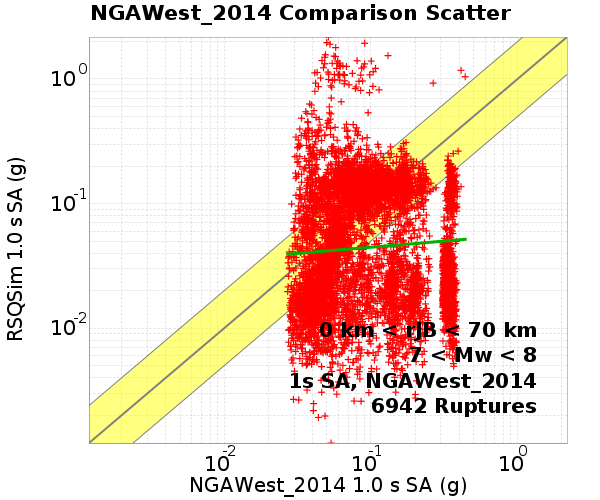 NGAWest_2014 Comparison Scatter
RSQSim 1.0 s SA (g)
10^0
10^-1
10^-2
0 km < rJB < 70 km
7 < Mw < 8
1s SA, NGAWest_2014
6942 Ruptures
10^-2 10^-1 10^0
NGAWest_2014 1.0 s SA (g)